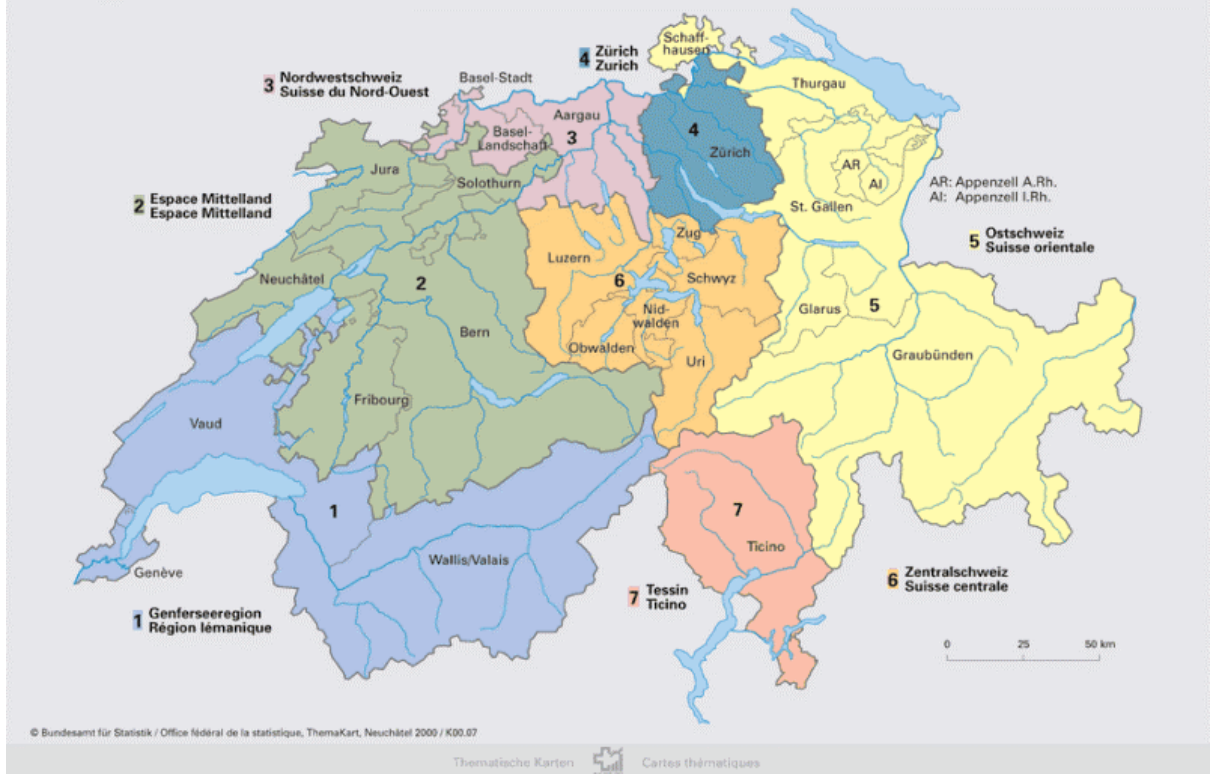 Schaff-
hausen
4 Zürich
Zurich
3 Nordwestschweiz
Suisse du Nord-Ouest
Basel-Stadt
Thurgau
Aargau
Basel-
Landschaft
3
4
Zürich
Jura
Solothurn
AR
AI
AR: Appenzell A.Rh.
AI: Appenzell I.Rh.
2 Espace Mittelland
Espace Mittelland
St. Gallen
Zug
5 Ostschweiz
Suisse orientale
Luzern
Neuchâtel
2
6
Schwyz
Glarus
5
Nid-
walden
Bern
Obwalden
Uri
Graubünden
Fribourg
Vaud
1
7
Ticino
Wallis/Valais
Genève
6 Zentralschweiz
Suisse centrale
7 Tessin
Ticino
1 Genferseeregion
Région lémanique
0 25 50 km
© Bundesamt für Statistik / Office fédéral de la statistique, ThemaKart, Neuchâtel 2000 / K00.07
Thematische Karten Cartes thématiques